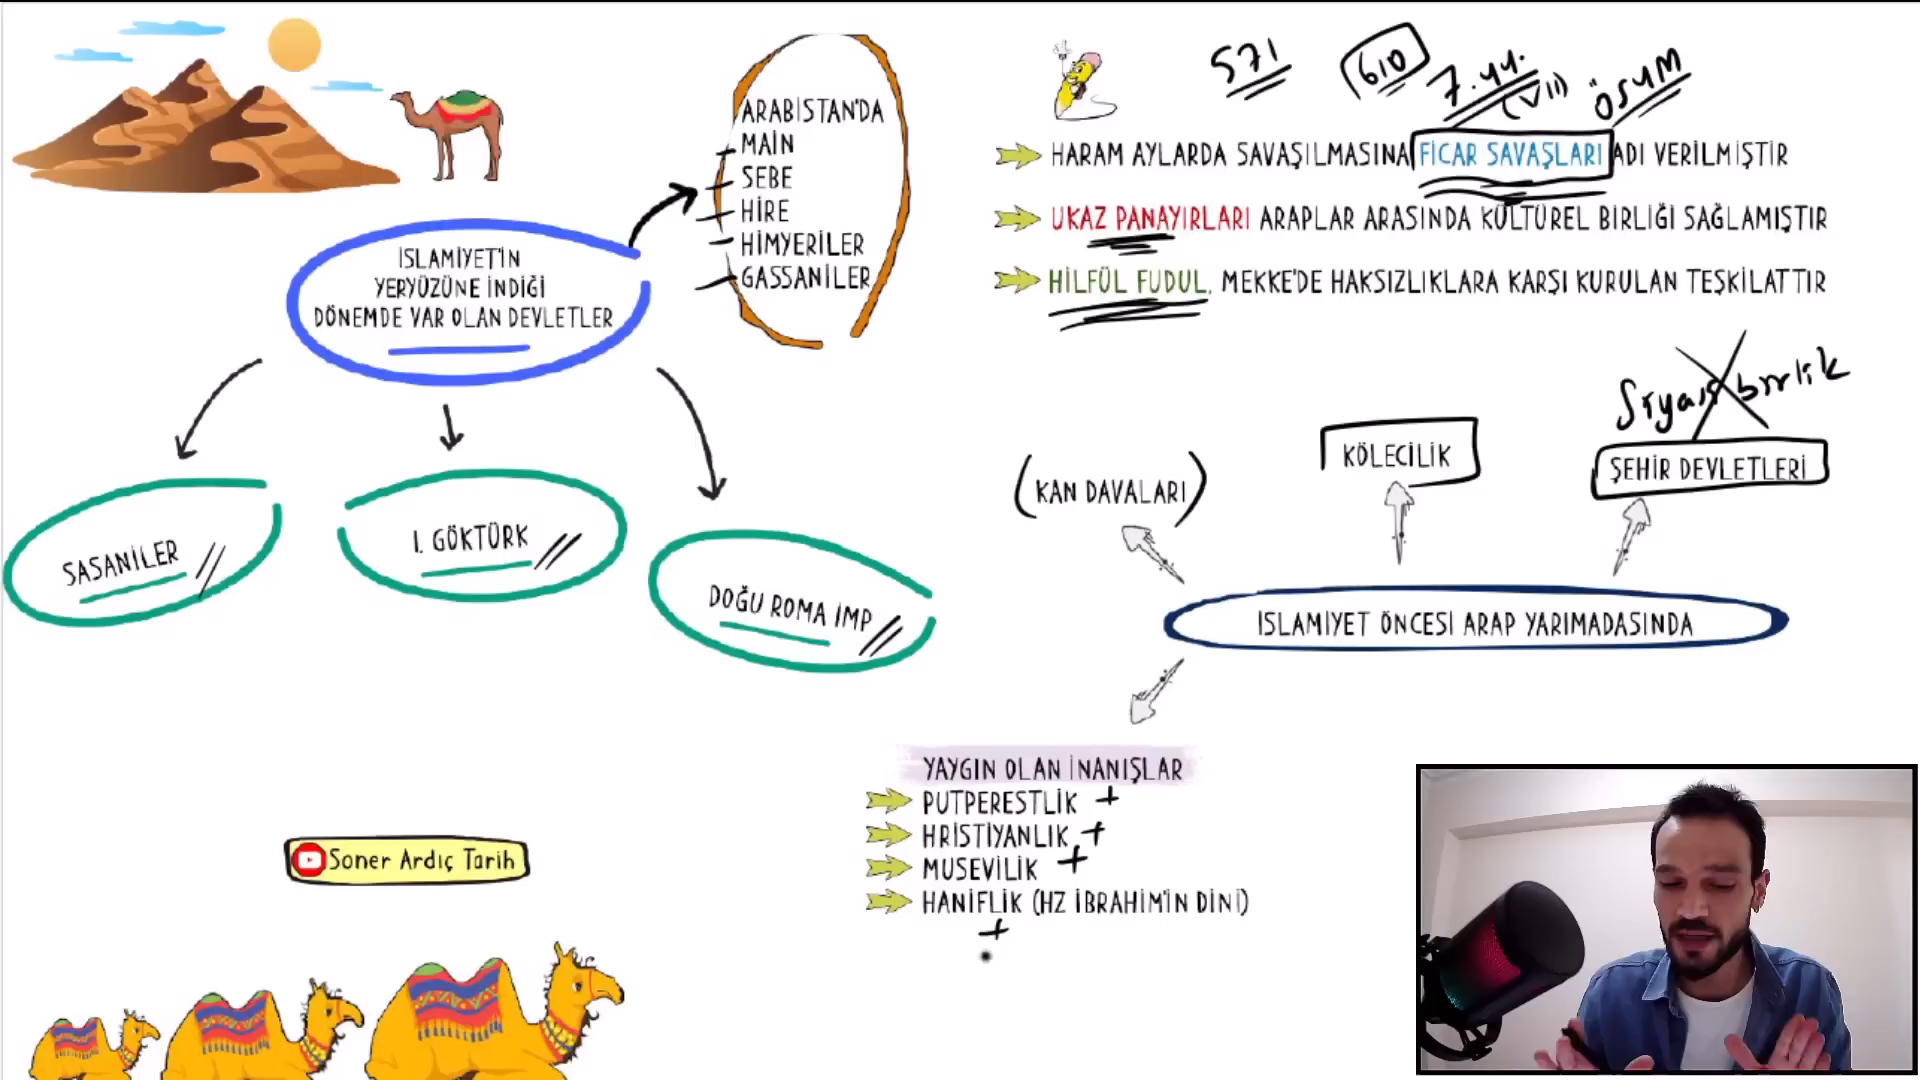 ARABİSTAN'DA
MAİN
SEBE
HİRE
HİMYERİLER
GASSANİLER
İSLAMİYET'İN
YERYÜZÜNE İNDİĞİ
DÖNEMDE VAR OLAN DEVLETLER
SASANİLER
I. GÖKTÜRK
DOĞU ROMA IMP
571
610
7.yy.
(VII)
ÖSYM
HARAM AYLARDA SAVAŞILMASINA FİCAR SAVAŞLARI ADI VERİLMİŞTİR
UKAZ PANAYIRLARI ARAPLAR ARASINDA KÜLTÜREL BİRLİĞİ SAĞLAMIŞTIR
HİLFÜL FUDUL, MEKKE'DE HAKSIZLIKLARA KARŞI KURULAN TEŞKİLATTIR
Siyasi birlik
(KAN DAVALARI)
KÖLECİLİK
ŞEHİR DEVLETLERİ
ISLAMIYET ÖNCESI ARAP YARIMADASINDA
YAYGIN OLAN İNANIŞLAR
PUTPERESTLİK +
HRİSTİYANLIK +
MUSEVİLİK +
HANİFLİK (HZ İBRAHİM'İN DİNİ)
+
Soner Ardıç Tarih